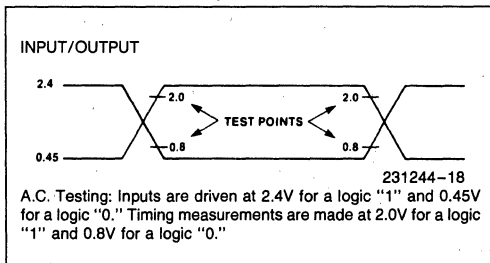 INPUT/OUTPUT
2.4
2.0
2.0
TEST POINTS
0.8
0.8
0.45
231244–18
A.C. Testing: Inputs are driven at 2.4V for a logic "1" and 0.45V
for a logic "0." Timing measurements are made at 2.0V for a logic
"1" and 0.8V for a logic "0."